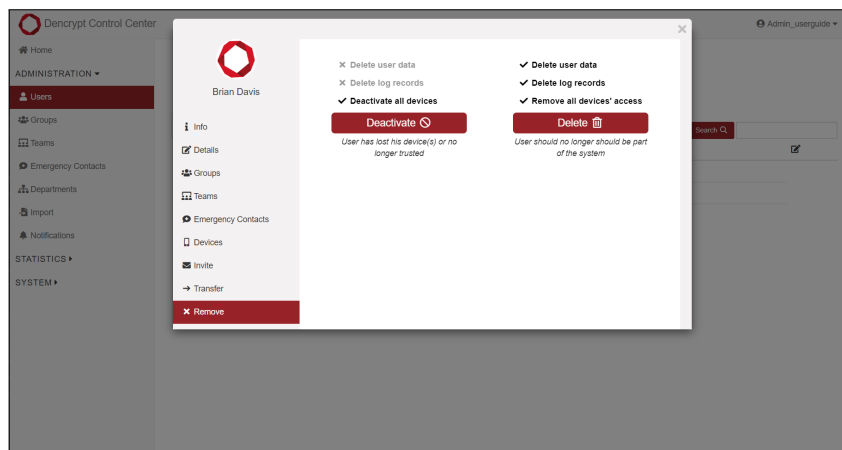 Dencrypt Control Center
Admin_userguide
Home
ADMINISTRATION
Users
Groups
Teams
Emergency Contacts
Departments
Import
Notifications
STATISTICS
SYSTEM
Search
×
Brian Davis
Info
Details
Groups
Teams
Emergency Contacts
Devices
Invite
Transfer
Remove
Delete user data
Delete log records
Deactivate all devices
Deactivate
User has lost his device(s) or no
longer trusted
Delete user data
Delete log records
Remove all devices' access
Delete
User should no longer should be part
of the system